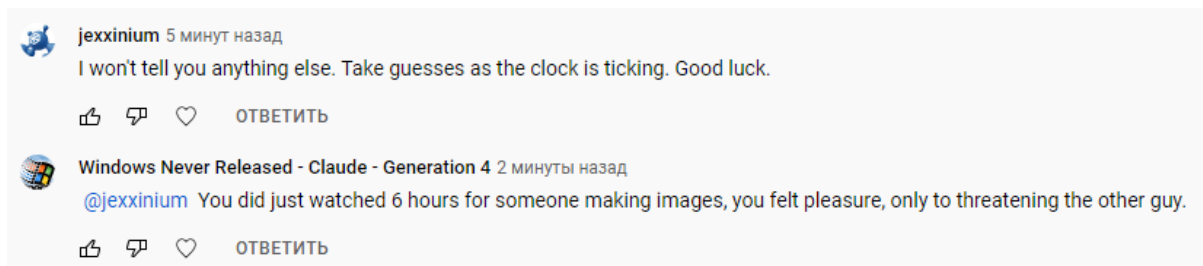 jexxinium 5 минут назад
I won't tell you anything else. Take guesses as the clock is ticking. Good luck.
ОТВЕТИТЬ
Windows Never Released - Claude - Generation 4 2 минуты назад
@jexxinium You did just watched 6 hours for someone making images, you felt pleasure, only to threatening the other guy.
ОТВЕТИТЬ